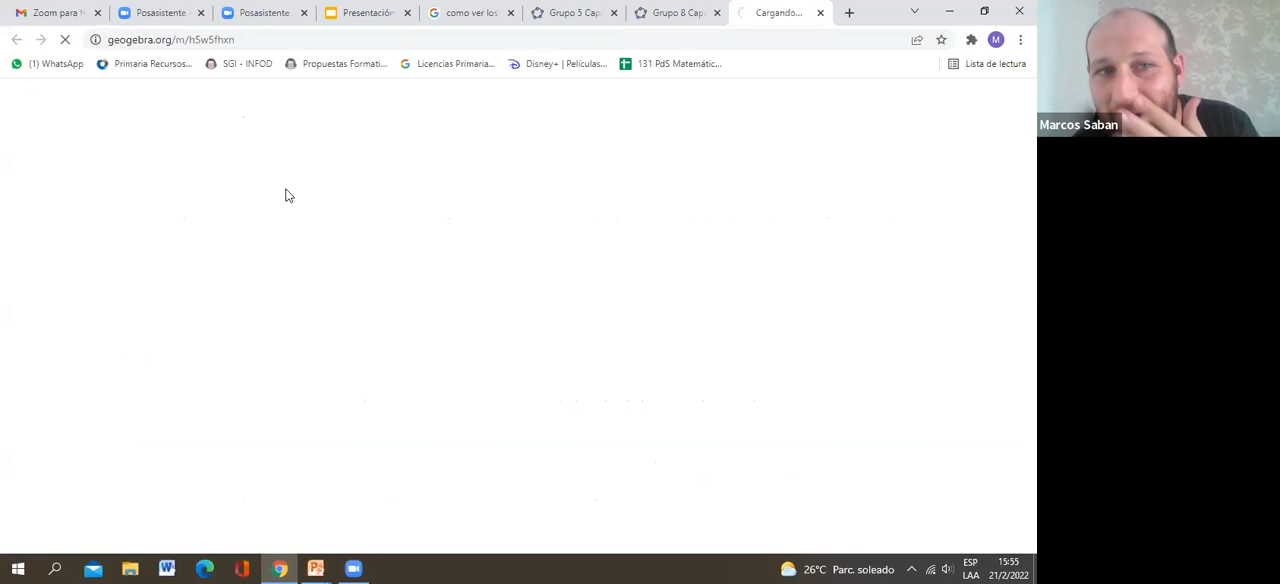 Zoom para h
Posasistente -
Posasistente
Presentación
como ver los
Grupo 5 Cap
Grupo 8 Cap
Cargando...
geogebra.org/m/h5w5fhxn
M
(1) WhatsApp
Primaria Recursos...
SGI - INFOD
Propuestas Formati...
Licencias Primaria...
Disney+ | Películas...
131 PdS Matemátic...
Lista de lectura
Marcos Saban
26°C Parc. soleado
ESP
LAA
15:55
21/2/2022